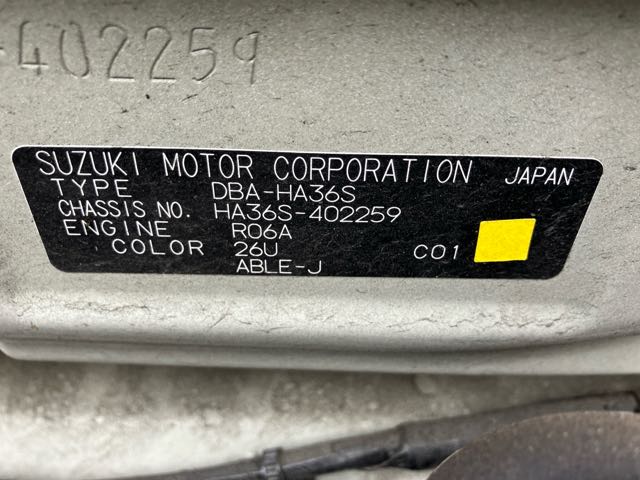 -402259
SUZUKI MOTOR CORPORATION JAPAN
TYPE DBA-HA36S
CHASSIS NO. HA36S-402259
ENGINE R06A
COLOR 26U C01
ABLE-J